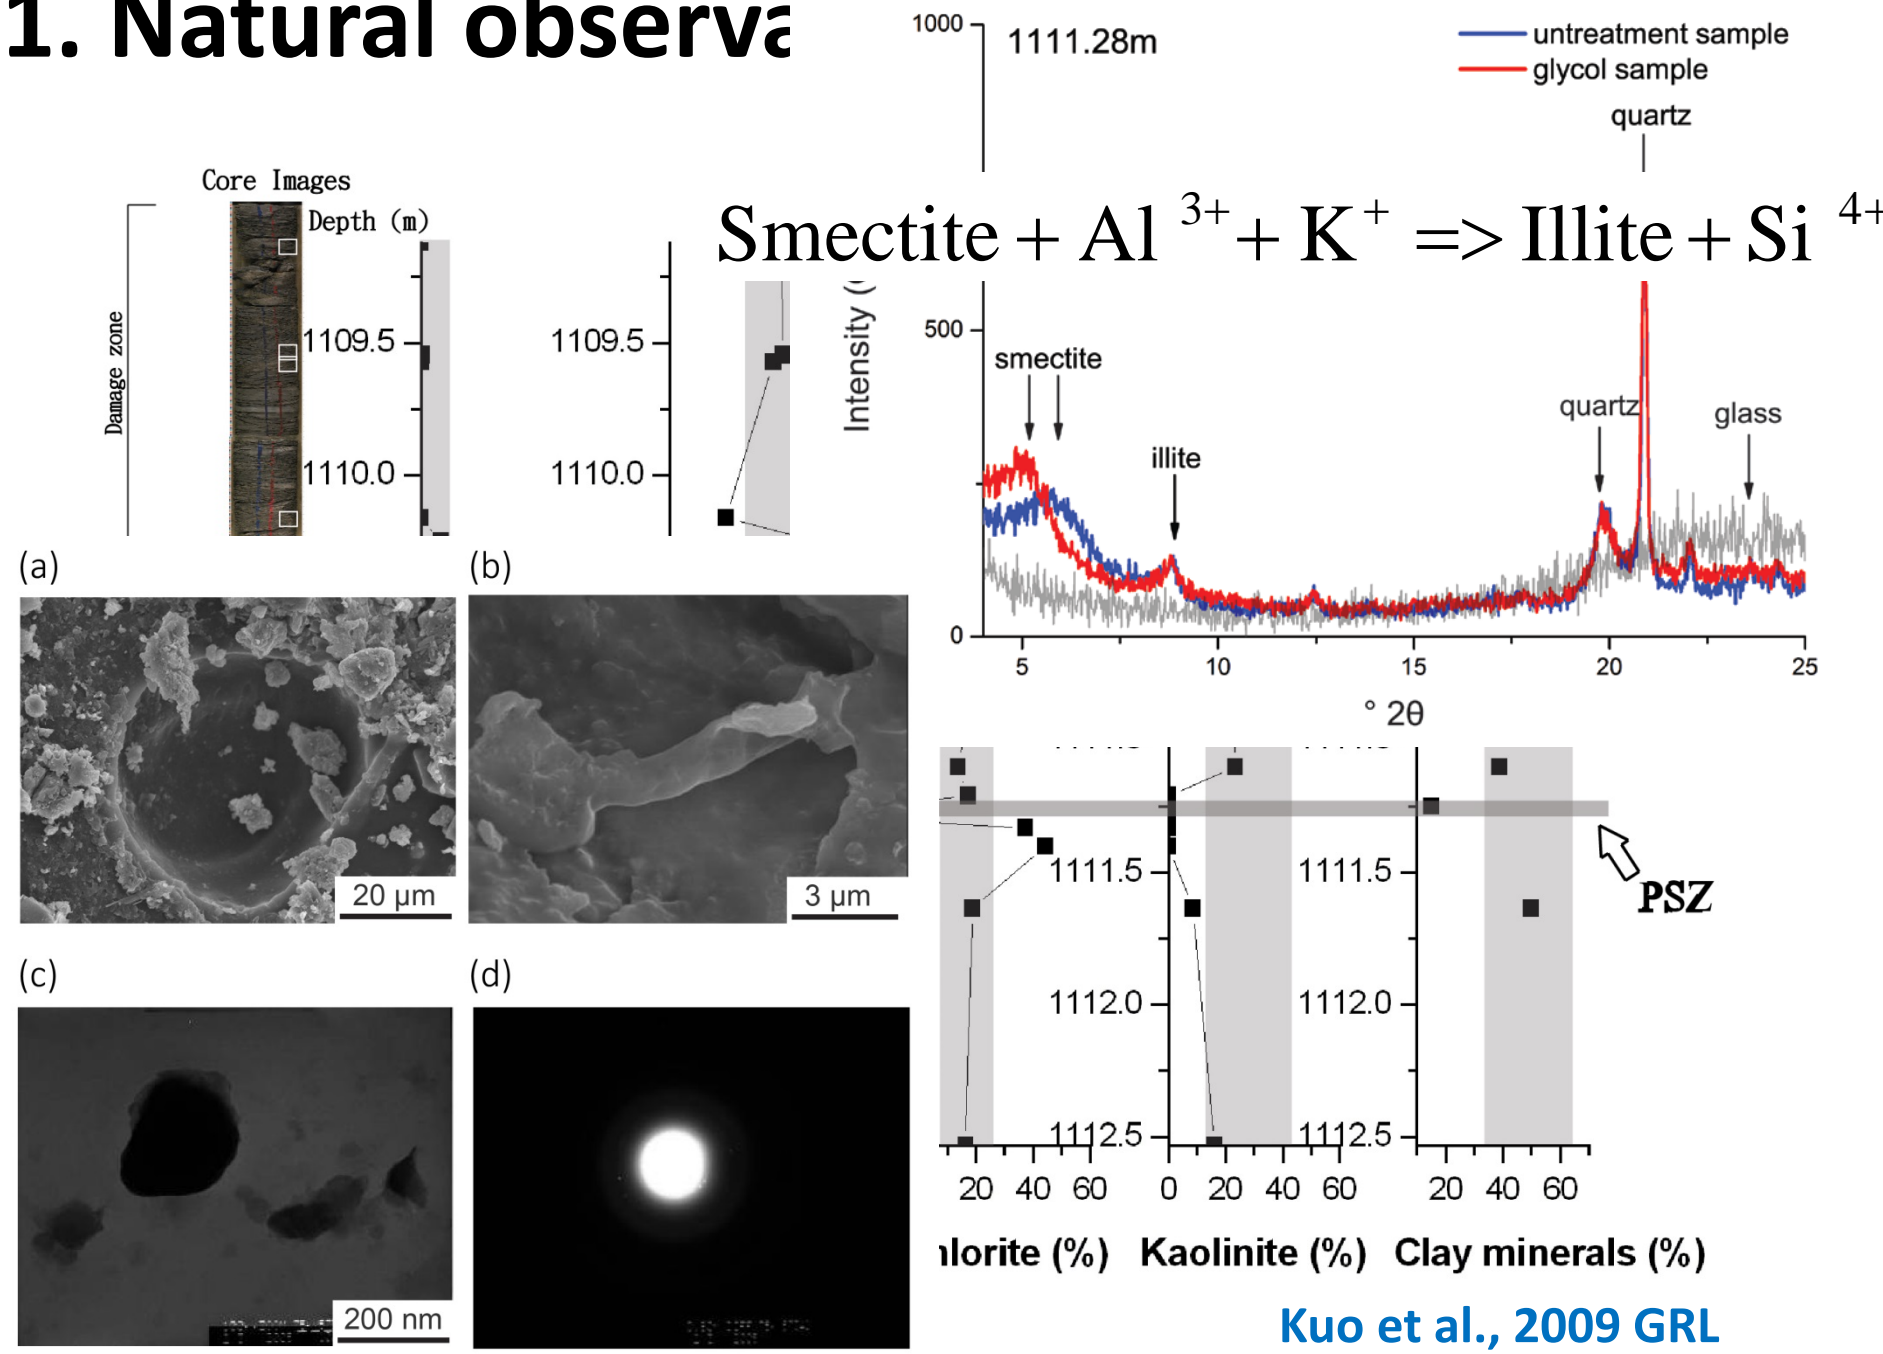 1. Natural observa
1000
1111.28m
untreatment sample
glycol sample
quartz
Core Images
Depth (m)
Damage zone
1109.5
1110.0
1109.5
1110.0
Smectite + Al 3+ + K + => Illite + Si 4+
Intensity (
500
smectite
illite
quartz
glass
0
5 10 15 20 25
° 2θ
(a)
(b)
20 μm
3 μm
(c)
(d)
200 nm
1111.5
1112.0
1112.5
1111.5
1112.0
1112.5
PSZ
20 40 60
0 20 40 60
20 40 60
hlorite (%)
Kaolinite (%)
Clay minerals (%)
Kuo et al., 2009 GRL